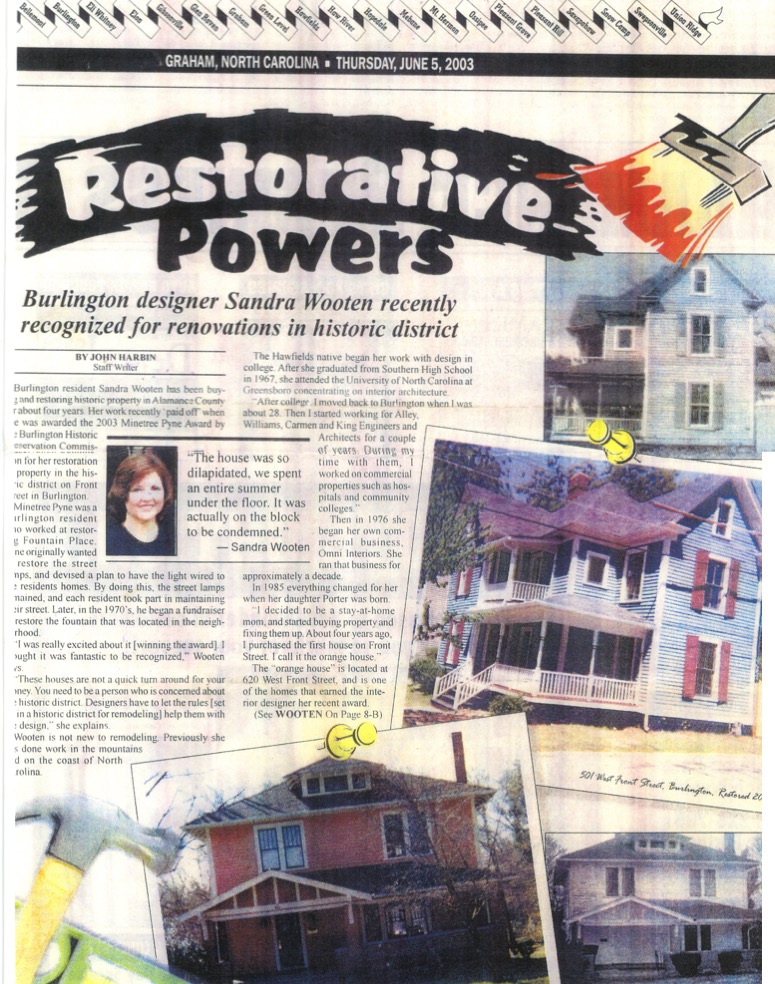 Bellemont
Burlington
Eli Whitney
Elon
Gibsonville
Glen Raven
Graham
Green Level
Hawfields
Haw River
Hopedale
Mebane
Mt. Hermon
Ossipee
Pleasant Grove
Pleasant Hill
Saxapahaw
Snow Camp
Swepsonville
Union Ridge
GRAHAM, NORTH CAROLINA ■ THURSDAY, JUNE 5, 2003
Restorative
Powers
Burlington designer Sandra Wooten recently
recognized for renovations in historic district
BY JOHN HARBIN
Staff Writer
Burlington resident Sandra Wooten has been buy-
g and restoring historic property in Alamance County
r about four years. Her work recently "paid off" when
e was awarded the 2003 Minetree Pyne Award by
e Burlington Historic
eservation Commis-
on for her restoration
property in the his-
ric district on Front
reet in Burlington.
Minetree Pyne was a
urlington resident
ho worked at restor-
g Fountain Place.
ne originally wanted
restore the street
mps, and devised a plan to have the light wired to
e residents homes. By doing this, the street lamps
mained, and each resident took part in maintaining
eir street. Later, in the 1970's, he began a fundraiser
restore the fountain that was located in the neigh-
rhood.
"I was really excited about it [winning the award]. I
ught it was fantastic to be recognized," Wooten
ys.
"These houses are not a quick turn around for your
ney. You need to be a person who is concerned about
e historic district. Designers have to let the rules [set
in a historic district for remodeling] help them with
e design," she explains.
Wooten is not new to remodeling. Previously she
s done work in the mountains
d on the coast of North
rolina.
"The house was so
dilapidated, we spent
an entire summer
under the floor. It was
actually on the block
to be condemned."
— Sandra Wooten
The Hawfields native began her work with design in
college. After she graduated from Southern High School
in 1967, she attended the University of North Carolina at
Greensboro concentrating on interior architecture.
"After college I moved back to Burlington when I was
about 28. Then I started working for Alley,
Williams, Carmen and King Engineers and
Architects for a couple
of years. During my
time with them, I
worked on commercial
properties such as hos-
pitals and community
colleges."
Then in 1976 she
began her own com-
mercial business,
Omni Interiors. She
ran that business for
approximately a decade.
In 1985 everything changed for her
when her daughter Porter was born.
"I decided to be a stay-at-home
mom, and started buying property and
fixing them up. About four years ago,
I purchased the first house on Front
Street. I call it the orange house."
The "orange house" is located at
620 West Front Street, and is one
of the homes that earned the inte-
rior designer her recent award.
(See WOOTEN On Page 8-B)
501 West Front Street, Burlington, Restored 20